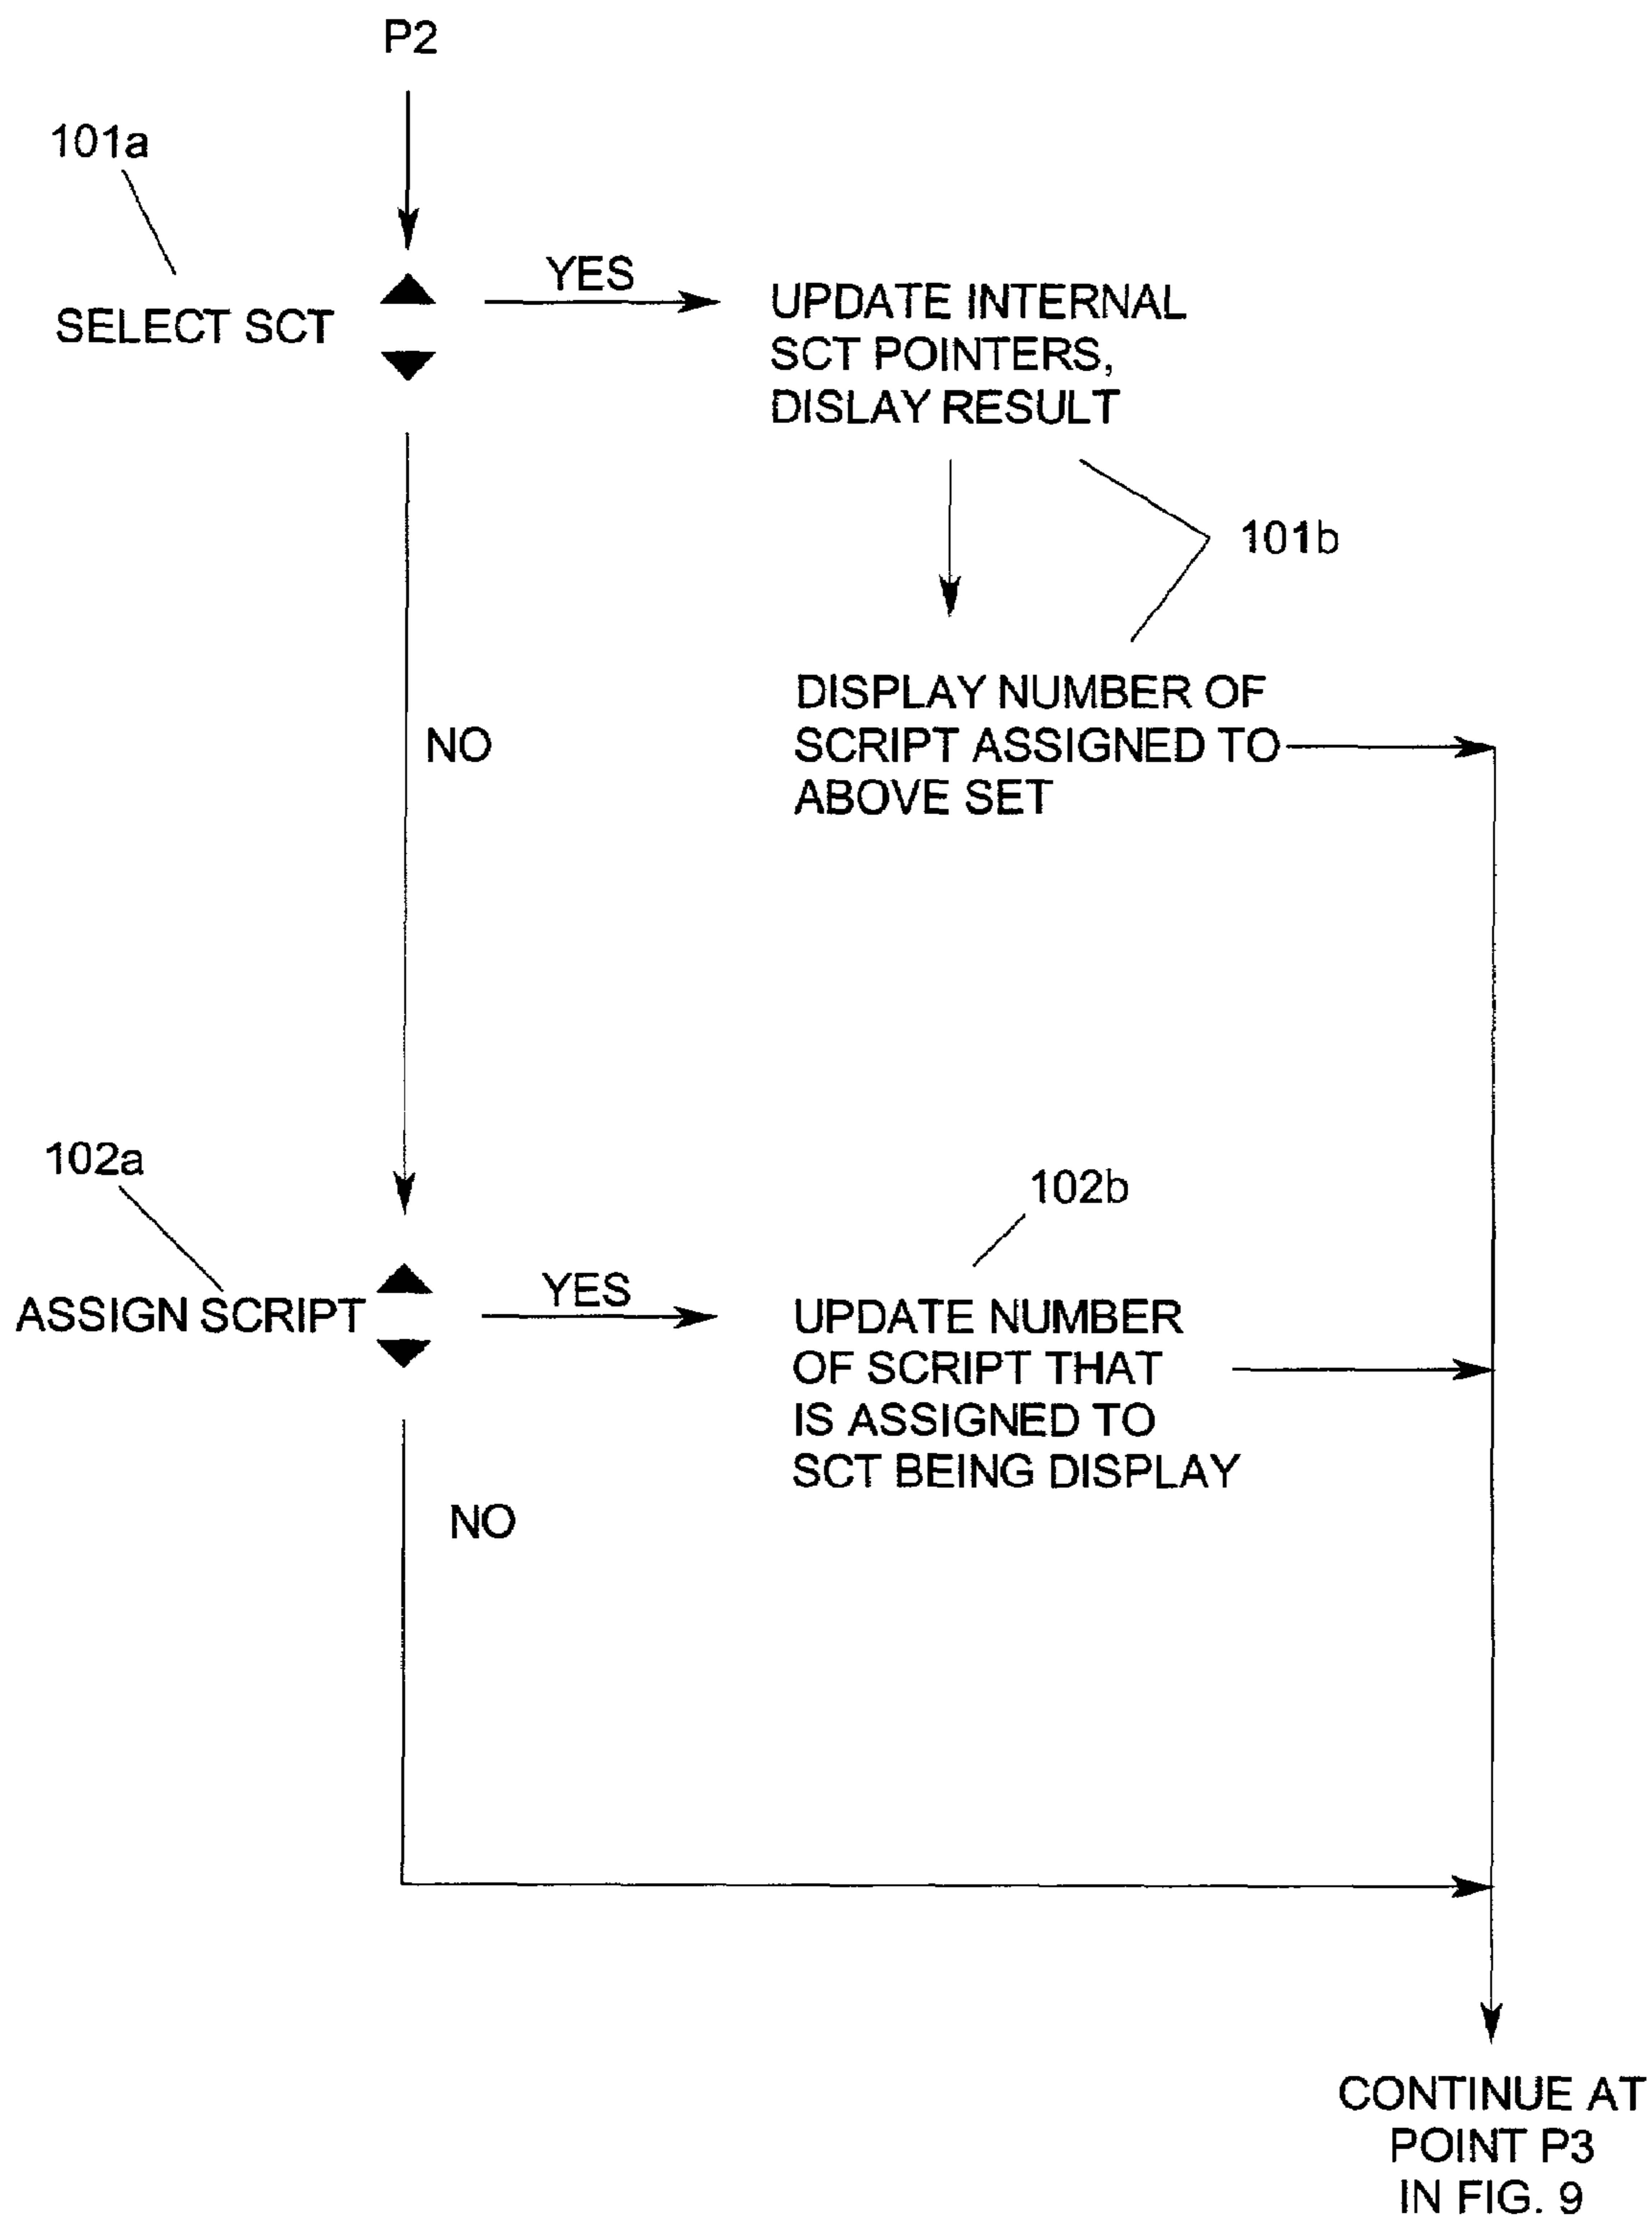 P2
101a
SELECT SCT
YES
UPDATE INTERNAL
SCT POINTERS,
DISLAY RESULT
101b
DISPLAY NUMBER OF
SCRIPT ASSIGNED TO
ABOVE SET
NO
102a
ASSIGN SCRIPT
YES
102b
UPDATE NUMBER
OF SCRIPT THAT
IS ASSIGNED TO
SCT BEING DISPLAY
NO
CONTINUE AT
POINT P3
IN FIG. 9